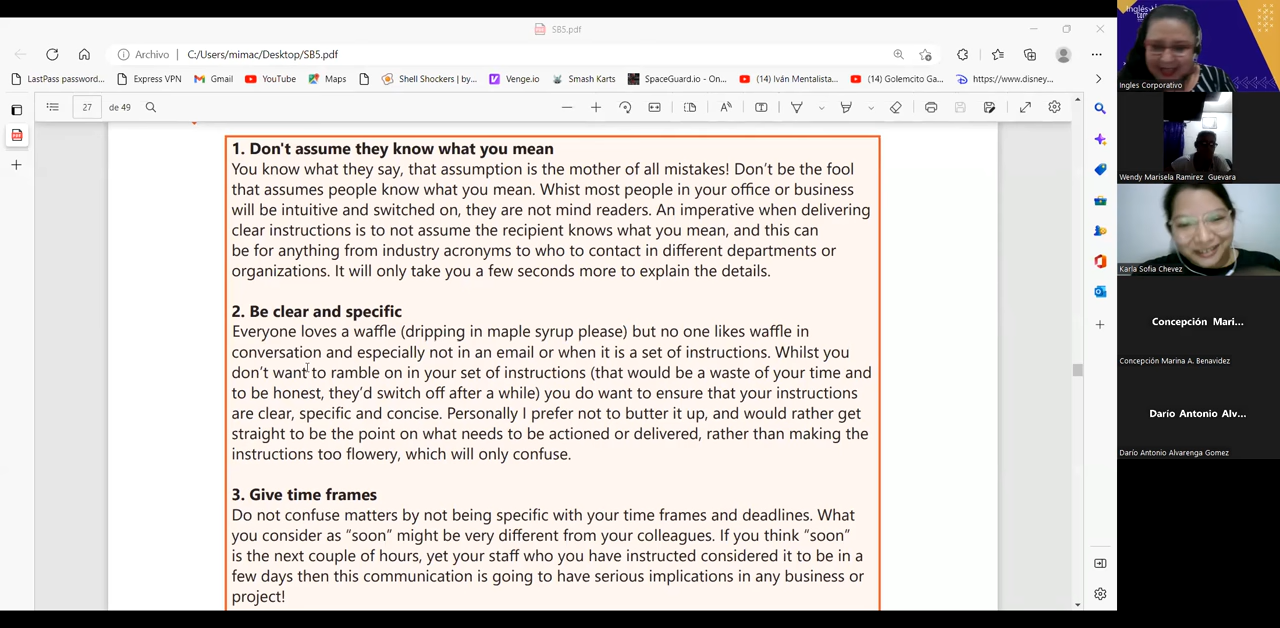 SB5.pdf
Archivo
C:/Users/mimac/Desktop/SB5.pdf
LastPass password...
Express VPN
Gmail
YouTube
Maps
Shell Shockers | by...
Venge.io
Smash Karts
SpaceGuard.io - On...
(14) Iván Mentalista...
(14) Golemcito Ga...
https://www.disney...
27
de 49
1. Don't assume they know what you mean
You know what they say, that assumption is the mother of all mistakes! Don't be the fool
that assumes people know what you mean. Whist most people in your office or business
will be intuitive and switched on, they are not mind readers. An imperative when delivering
clear instructions is to not assume the recipient knows what you mean, and this can
be for anything from industry acronyms to who to contact in different departments or
organizations. It will only take you a few seconds more to explain the details.
2. Be clear and specific
Everyone loves a waffle (dripping in maple syrup please) but no one likes waffle in
conversation and especially not in an email or when it is a set of instructions. Whilst you
don't want to ramble on in your set of instructions (that would be a waste of your time and
to be honest, they'd switch off after a while) you do want to ensure that your instructions
are clear, specific and concise. Personally I prefer not to butter it up, and would rather get
straight to be the point on what needs to be actioned or delivered, rather than making the
instructions too flowery, which will only confuse.
3. Give time frames
Do not confuse matters by not being specific with your time frames and deadlines. What
you consider as “soon” might be very different from your colleagues. If you think “soon”
is the next couple of hours, yet your staff who you have instructed considered it to be in a
few days then this communication is going to have serious implications in any business or
project!
Inglés
Ingles Corporativo
Wendy Marisela Ramirez Guevara
Karla Sofia Chevez
Concepción Mari...
Concepción Marina A. Benavidez
Darío Antonio Alv...
Darío Antonio Alvarenga Gomez